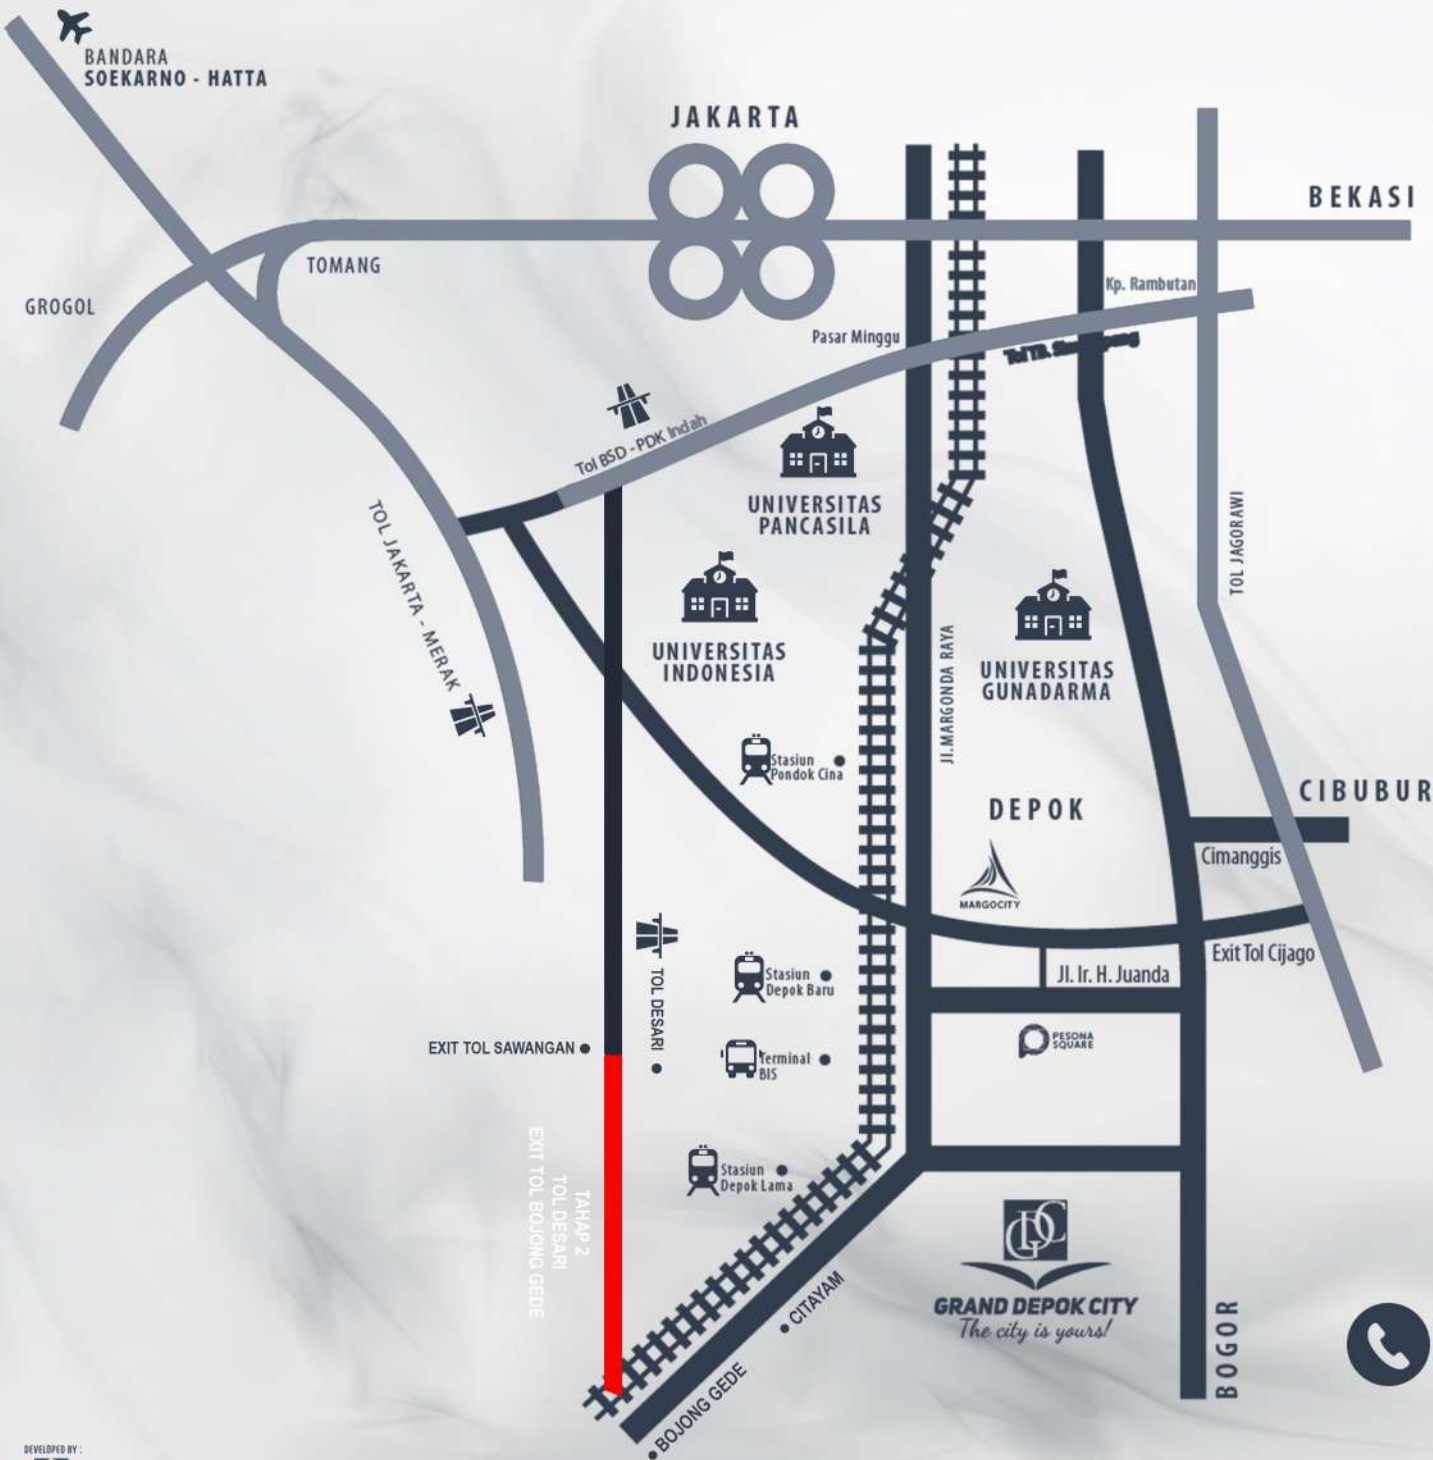 BANDARA
SOEKARNO - HATTA
JAKARTA
BEKASI
TOMANG
GROGOL
Kp. Rambutan
Pasar Minggu
Tol TB.
Tol BSD - PDK Indah
UNIVERSITAS
PANCASILA
TOL JAKARTA - MERAK
TOL JAGORAWI
UNIVERSITAS
INDONESIA
Jl.MARGONDA RAYA
UNIVERSITAS
GUNADARMA
Stasiun
Pondok Cina
DEPOK
CIBUBUR
Cimanggis
MARGOCITY
Exit Tol Cijago
Jl. Ir. H. Juanda
Stasiun
Depok Baru
TOL DESARI
EXIT TOL SAWANGAN
PESONA
SQUARE
Terminal
BIS
TAHAP 2
TOL DESARI
EXIT TOL BOJONG GEDE
Stasiun
Depok Lama
GDC
GRAND DEPOK CITY
The city is yours!
CITAYAM
BOJONG GEDE
BOGOR
DEVELOPED BY :